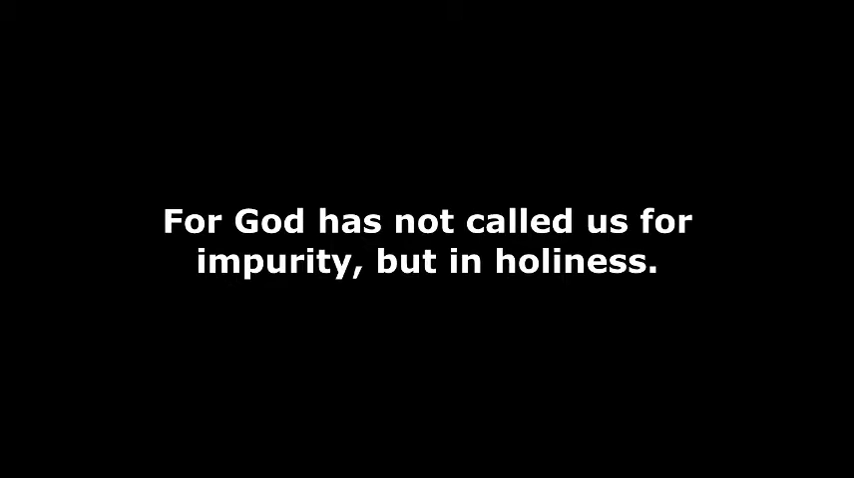 For God has not called us for
impurity, but in holiness.